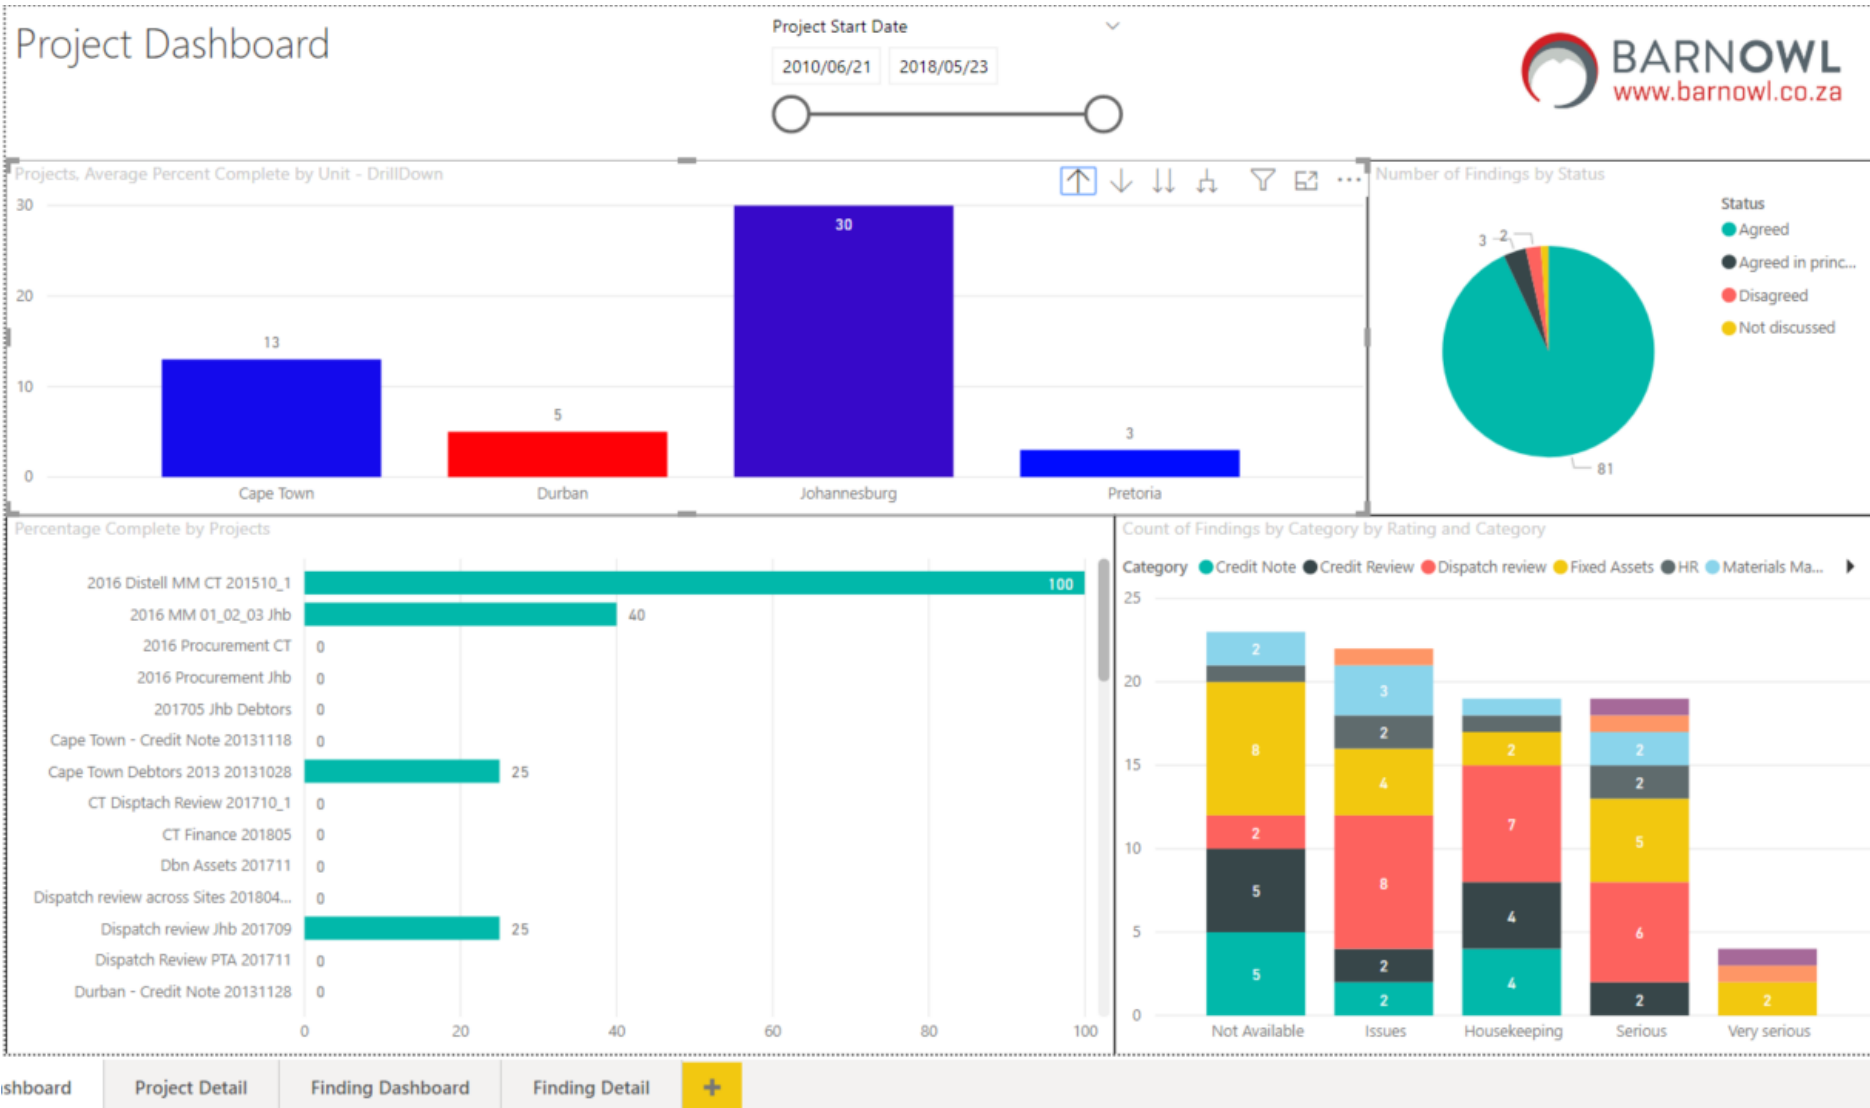 Project Dashboard
Project Start Date
2010/06/21 2018/05/23
BARNOWL
www.barnowl.co.za
Projects, Average Percent Complete by Unit - DrillDown
30
20
10
0
13
5
30
3
Cape Town Durban Johannesburg Pretoria
Number of Findings by Status
Status
Agreed
Agreed in princ...
Disagreed
Not discussed
3 2
81
Percentage Complete by Projects
2016 Distell MM CT 201510_1 100
2016 MM 01_02_03 Jhb 40
2016 Procurement CT 0
2016 Procurement Jhb 0
201705 Jhb Debtors 0
Cape Town - Credit Note 20131118 0
Cape Town Debtors 2013 20131028 25
CT Disptach Review 201710_1 0
CT Finance 201805 0
Dbn Assets 201711 0
Dispatch review across Sites 201804... 0
Dispatch review Jhb 201709 25
Dispatch Review PTA 201711 0
Durban - Credit Note 20131128 0
0 20 40 60 80 100
Count of Findings by Category by Rating and Category
Category Credit Note Credit Review Dispatch review Fixed Assets HR Materials Ma...
25
20
15
10
5
0
2
8
2
5
5
3
2
4
8
2
2
2
7
4
4
2
2
5
6
2
2
Not Available Issues Housekeeping Serious Very serious
shboard Project Detail Finding Dashboard Finding Detail +